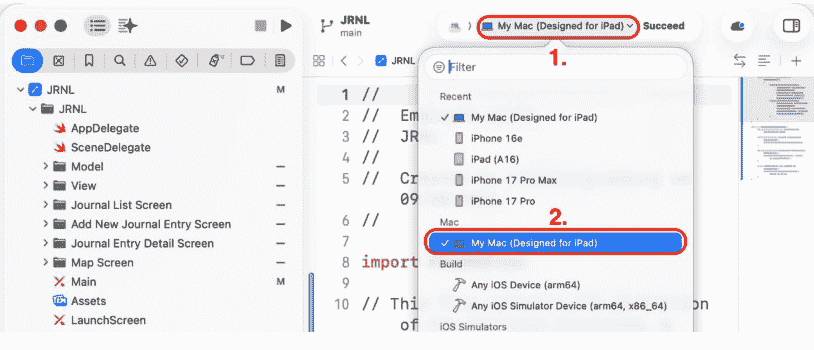 JRNL
main
My Mac (Designed for iPad)
Succeed
1.
JRNL
M
JRNL
AppDelegate
SceneDelegate
Model
View
Journal List Screen
Add New Journal Entry Screen
Journal Entry Detail Screen
Map Screen
Main
M
Assets
LaunchScreen
JRNL
1 //
2 //
3 // JR
4 //
5 // Cr
09
6 //
7
8
9
10 // This
of
Filter
Recent
My Mac (Designed for iPad)
iPhone 16e
iPad (A16)
iPhone 17 Pro Max
iPhone 17 Pro
2.
Mac
My Mac (Designed for iPad)
Build
Any iOS Device (arm64)
Any iOS Simulator Device (arm64, x86_64)
iOS Simulators